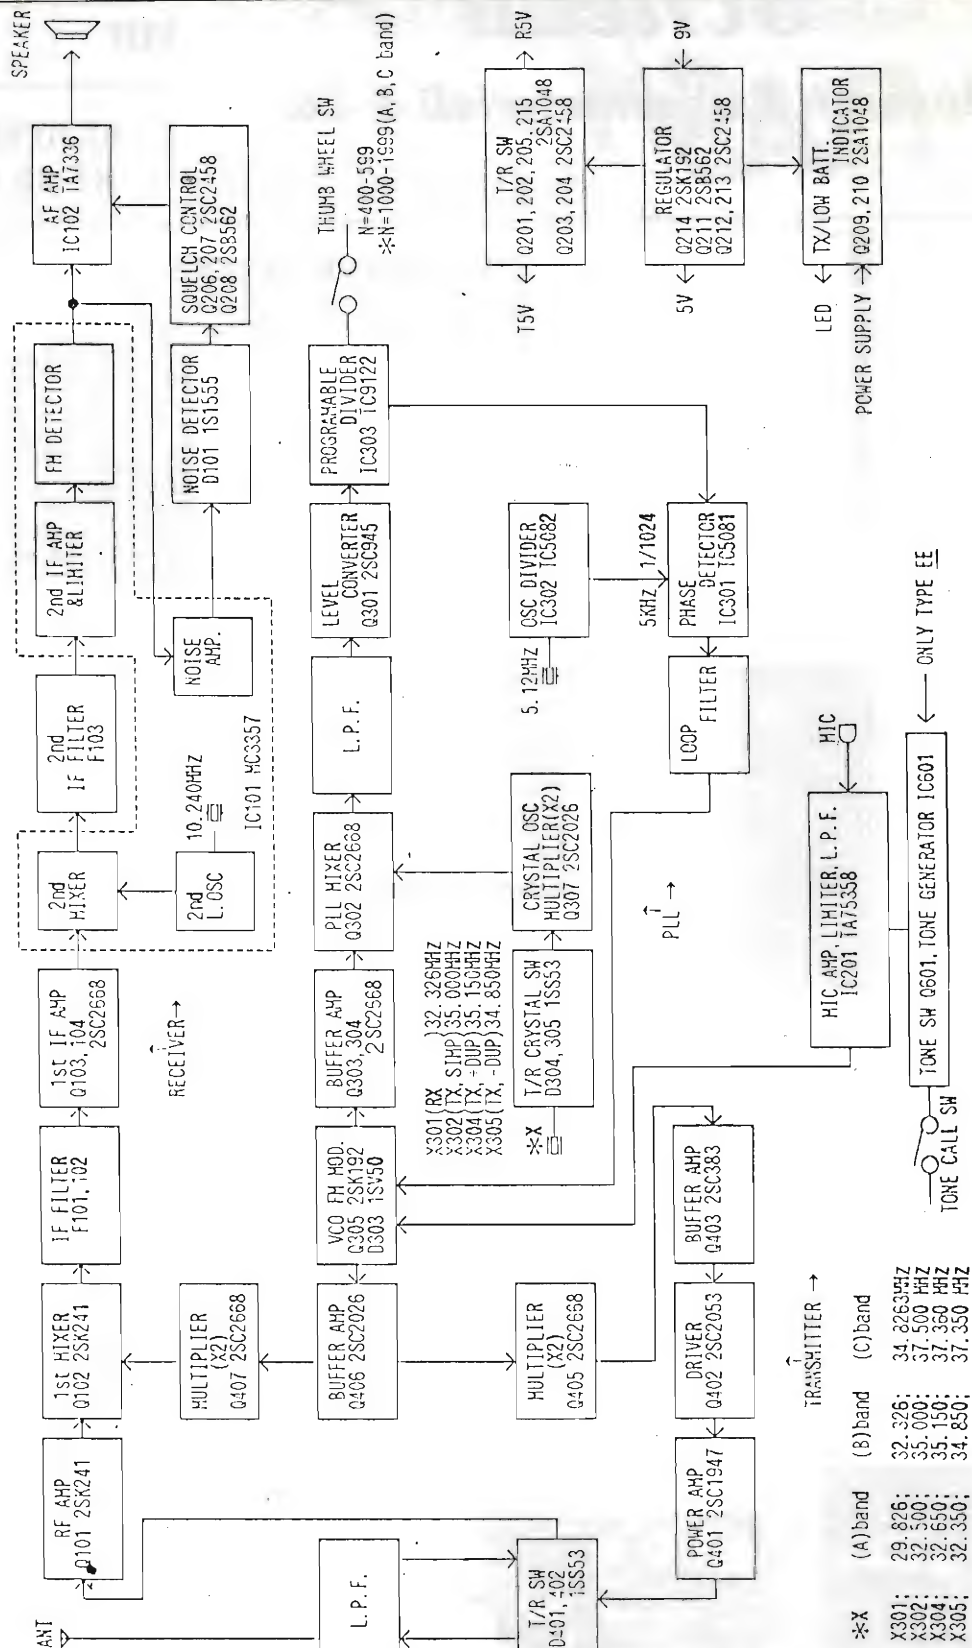 ANT
RF AMP
Q101 2SK241
1st MIXER
Q102 2SK241
IF FILTER
F101,102
1st IF AMP
Q103,104
2SC2668
2nd
MIXER
2nd
IF FILTER
F103
2nd IF AMP
&LIMITER
FM DETECTOR
AF AMP
IC102 TA7336
SPEAKER
2nd
L.OSC
10.240MHZ
IC101 MC3357
NOISE
AMP.
NOISE DETECTOR
D101 1S1555
SQUELCH CONTROL
Q206,207 2SC2458
Q208 2SB562
RECEIVER→
MULTIPLIER
(X2)
Q407 2SC2668
BUFFER AMP
Q406 2SC2026
VCO FM MOD.
Q305 2SK192
D303 1SV50
BUFFER AMP
Q303,304
2SC2668
PLL MIXER
Q302 2SC2668
L.P.F.
LEVEL
CONVERTER
Q301 2SC945
PROGRAMABLE
DIVIDER
IC303 TC9122
THUMB WHEEL SW
N=400-599
*N=1000-1999(A,B,C band)
X301(RX )32.326MHZ
X302(TX,SIMP)35.000MHZ
X304(TX,+DUP)35.150MHZ
X305(TX,-DUP)34.850MHZ
*X
T/R CRYSTAL SW
D304,305 1SS53
CRYSTAL OSC
MULTIPLIER(X2)
Q307 2SC2026
5.12MHZ
OSC DIVIDER
IC302 TC5082
5KHZ 1/1024
PHASE
DETECTOR
IC301 TC5081
LOOP
FILTER
PLL →
MULTIPLIER
(X2)
Q405 2SC2668
BUFFER AMP
Q403 2SC383
DRIVER
Q402 2SC2053
POWER AMP
Q401 2SC1947
T/R SW
D401,402
1SS53
L.P.F.
TRANSMITTER →
MIC
MIC AMP,LIMITER,L.P.F.
IC201 TA75358
TONE SW Q601,TONE GENERATOR IC601
← ONLY TYPE EE
TONE CALL SW
T5V
T/R SW
Q201,202,205,215
2SA1048
Q203,204 2SC2458
R5V
5V
REGULATOR
Q214 2SK192
Q211 2SB562
Q212,213 2SC2458
9V
LED
POWER SUPPLY
TX/LOW BATT.
INDICATOR
Q209,210 2SA1048
*X (A)band (B)band (C)band
X301; 29.826; 32.326; 34.8263MHZ
X302; 32.500; 35.000; 37.500 MHZ
X304; 32.650; 35.150; 37.360 MHZ
X305; 32.350; 34.850; 37.350 MHZ